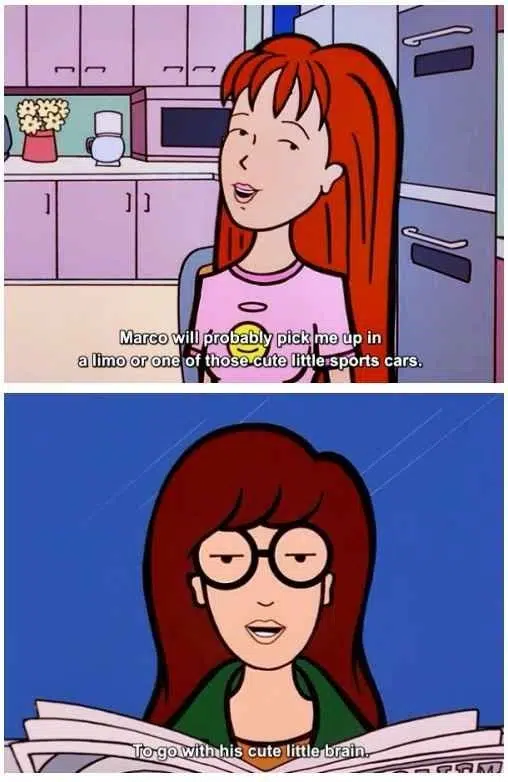 Marco will probably pick me up in
a limo or one of those cute little sports cars.
To go with his cute little brain.